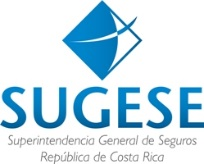 SUGESE
Superintendencia General de Seguros
República de Costa Rica